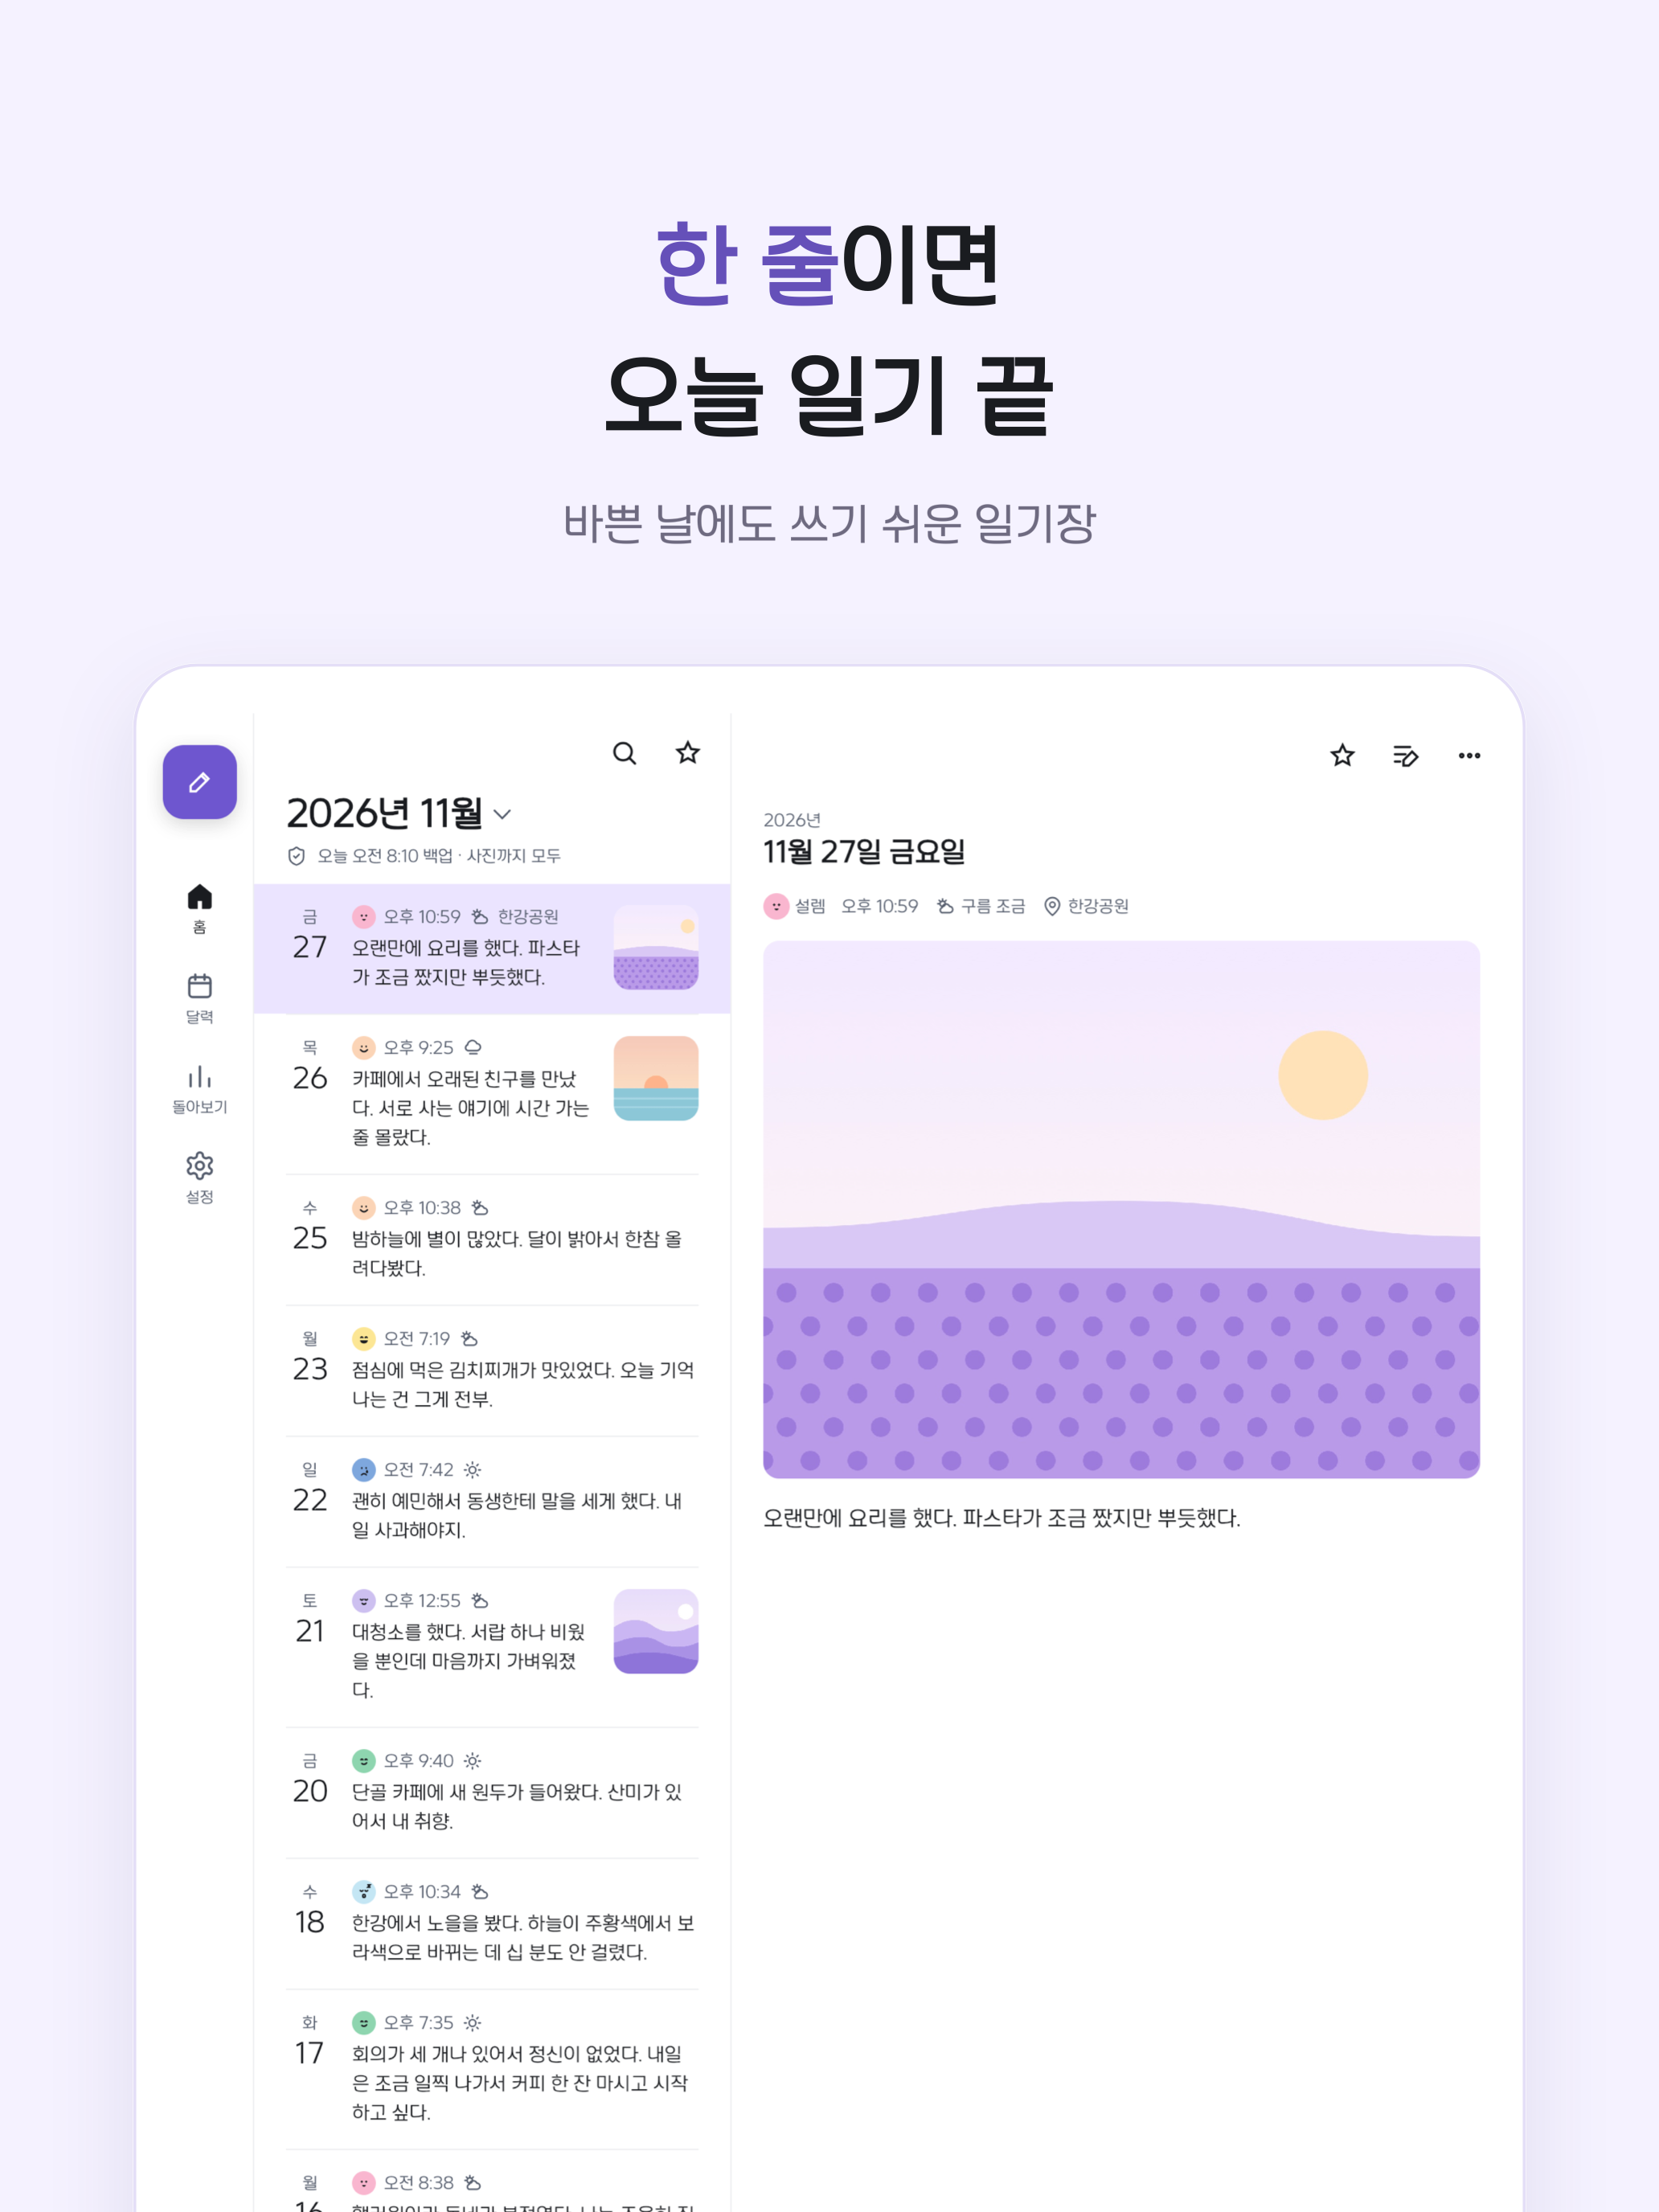 한 줄이면
오늘 일기 끝
바쁜 날에도 쓰기 쉬운 일기장
홈
달력
돌아보기
설정
2026년 11월
오늘 오전 8:10 백업 · 사진까지 모두
금
27
오후 10:59 한강공원
오랜만에 요리를 했다. 파스타
가 조금 짰지만 뿌듯했다.
목
26
오후 9:25
카페에서 오래된 친구를 만났
다. 서로 사는 얘기에 시간 가는
줄 몰랐다.
수
25
오후 10:38
밤하늘에 별이 많았다. 달이 밝아서 한참 올
려다봤다.
월
23
오전 7:19
점심에 먹은 김치찌개가 맛있었다. 오늘 기억
나는 건 그게 전부.
일
22
오전 7:42
괜히 예민해서 동생한테 말을 세게 했다. 내
일 사과해야지.
토
21
오후 12:55
대청소를 했다. 서랍 하나 비웠
을 뿐인데 마음까지 가벼워졌
다.
금
20
오후 9:40
단골 카페에 새 원두가 들어왔다. 산미가 있
어서 내 취향.
수
18
오후 10:34
한강에서 노을을 봤다. 하늘이 주황색에서 보
라색으로 바뀌는 데 십 분도 안 걸렸다.
화
17
오후 7:35
회의가 세 개나 있어서 정신이 없었다. 내일
은 조금 일찍 나가서 커피 한 잔 마시고 시작
하고 싶다.
월
16
오전 8:38
2026년
11월 27일 금요일
설렘 오후 10:59 구름 조금 한강공원
오랜만에 요리를 했다. 파스타가 조금 짰지만 뿌듯했다.